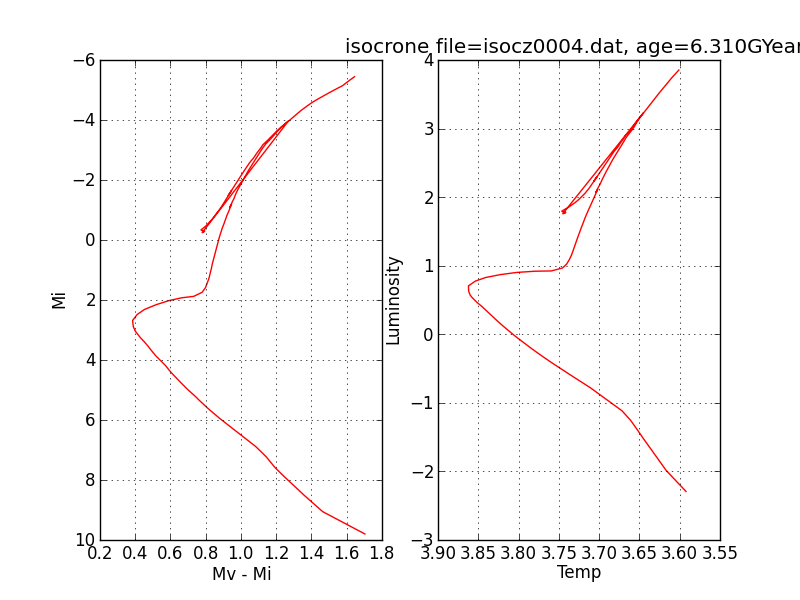 isocrone file=isocz0004.dat, age=6.310GYear
−6
−4
−2
0
2
4
6
8
10
Mi
0.2 0.4 0.6 0.8 1.0 1.2 1.4 1.6 1.8
Mv - Mi
4
3
2
1
0
−1
−2
−3
Luminosity
3.90 3.85 3.80 3.75 3.70 3.65 3.60 3.55
Temp